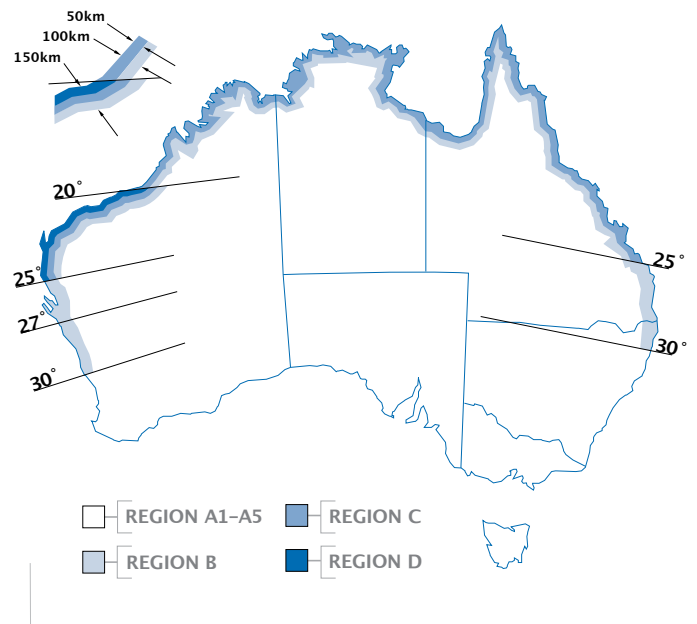 50km
100km
150km
20°
25°
27°
30°
25°
30°
REGION A1–A5
REGION C
REGION B
REGION D